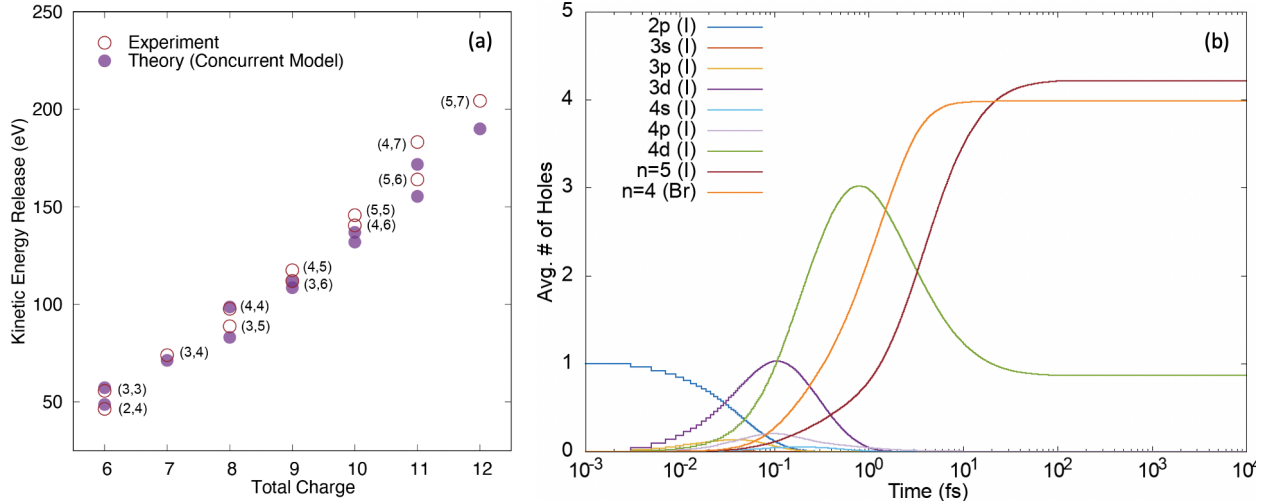 250
200
150
100
50
Kinetic Energy Release (eV)
(a)
Experiment
Theory (Concurrent Model)
(5,7)
(4,7)
(5,6)
(5,5)
(4,6)
(4,5)
(3,6)
(4,4)
(3,5)
(3,4)
(3,3)
(2,4)
6 7 8 9 10 11 12
Total Charge
5
4
3
2
1
0
Avg. # of Holes
(b)
2p (I)
3s (I)
3p (I)
3d (I)
4s (I)
4p (I)
4d (I)
n=5 (I)
n=4 (Br)
10⁻³ 10⁻² 10⁻¹ 10⁰ 10¹ 10² 10³ 10⁴
Time (fs)